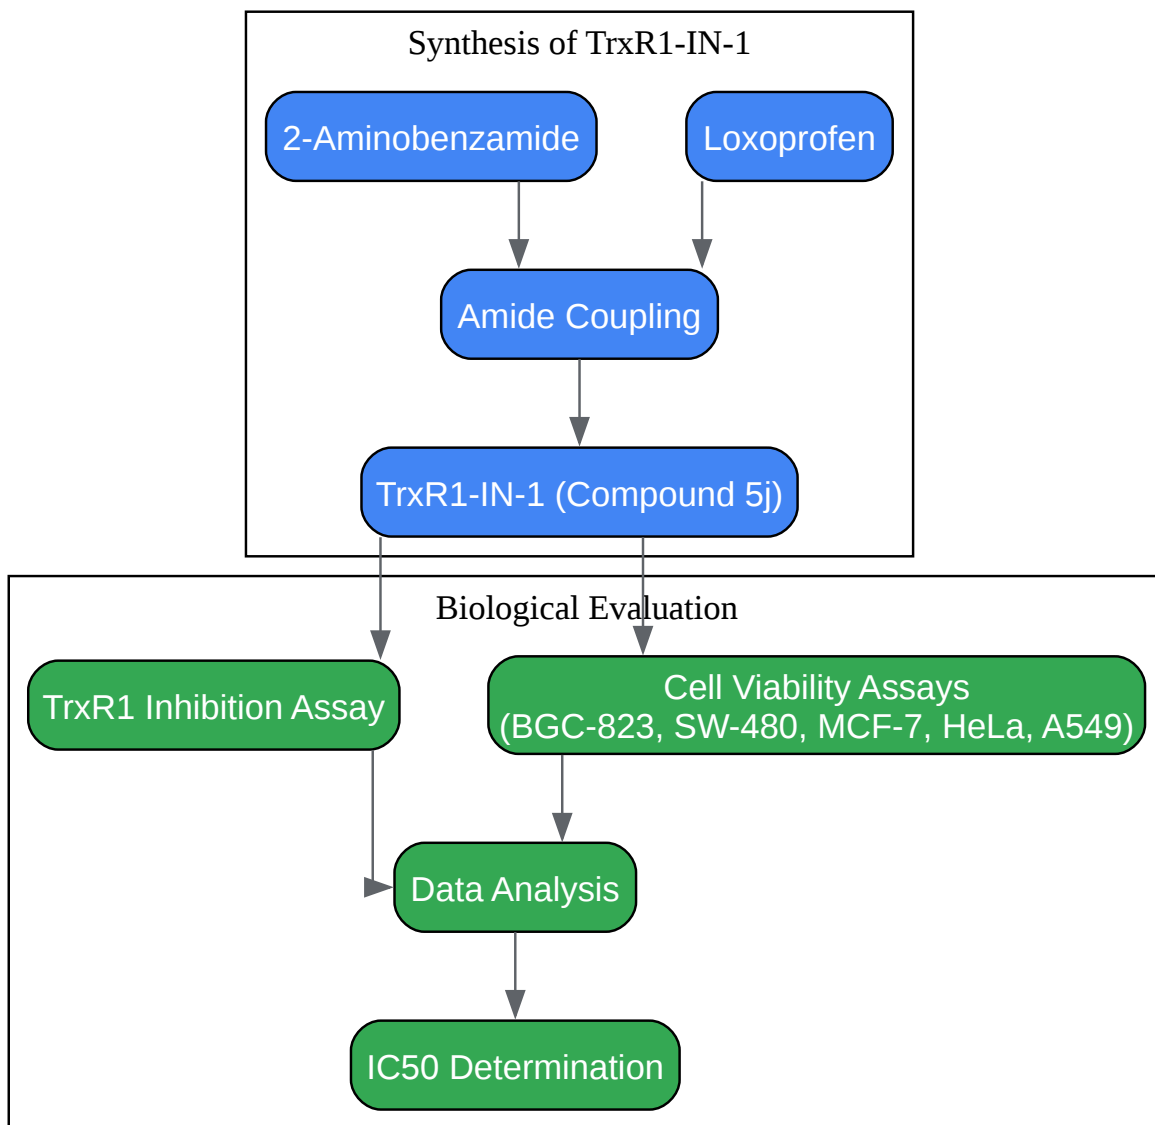 Synthesis of TrxR1-IN-1
2-Aminobenzamide
Loxoprofen
Amide Coupling
TrxR1-IN-1 (Compound 5j)
Biological Evaluation
TrxR1 Inhibition Assay
Cell Viability Assays
(BGC-823, SW-480, MCF-7, HeLa, A549)
Data Analysis
IC50 Determination